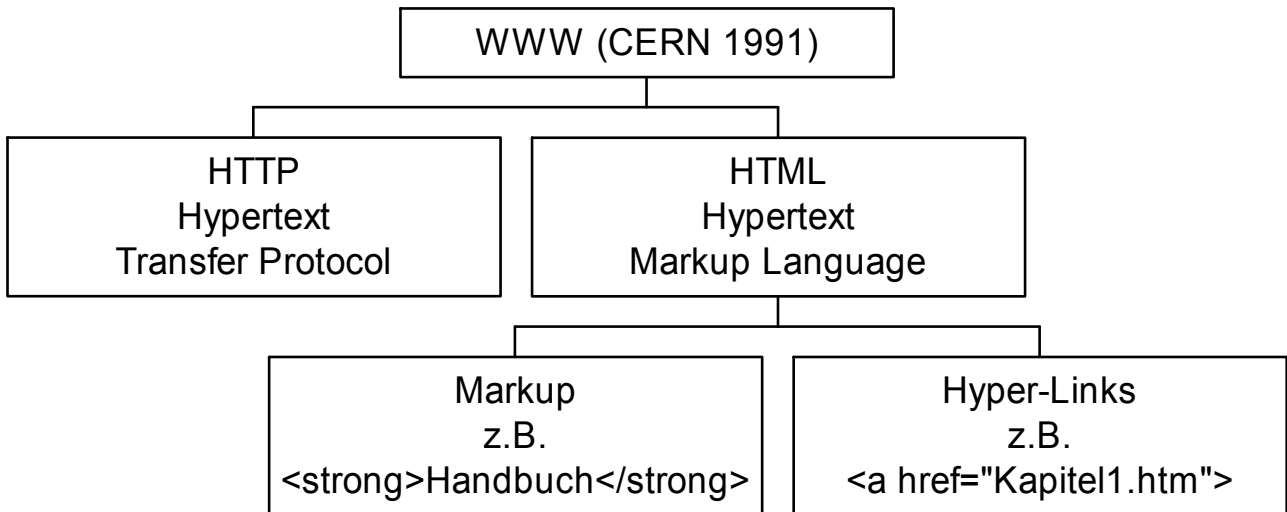 WWW (CERN 1991)
HTTP
Hypertext
Transfer Protocol
HTML
Hypertext
Markup Language
Markup
z.B.
<strong>Handbuch</strong>
Hyper-Links
z.B.
<a href="Kapitel1.htm">